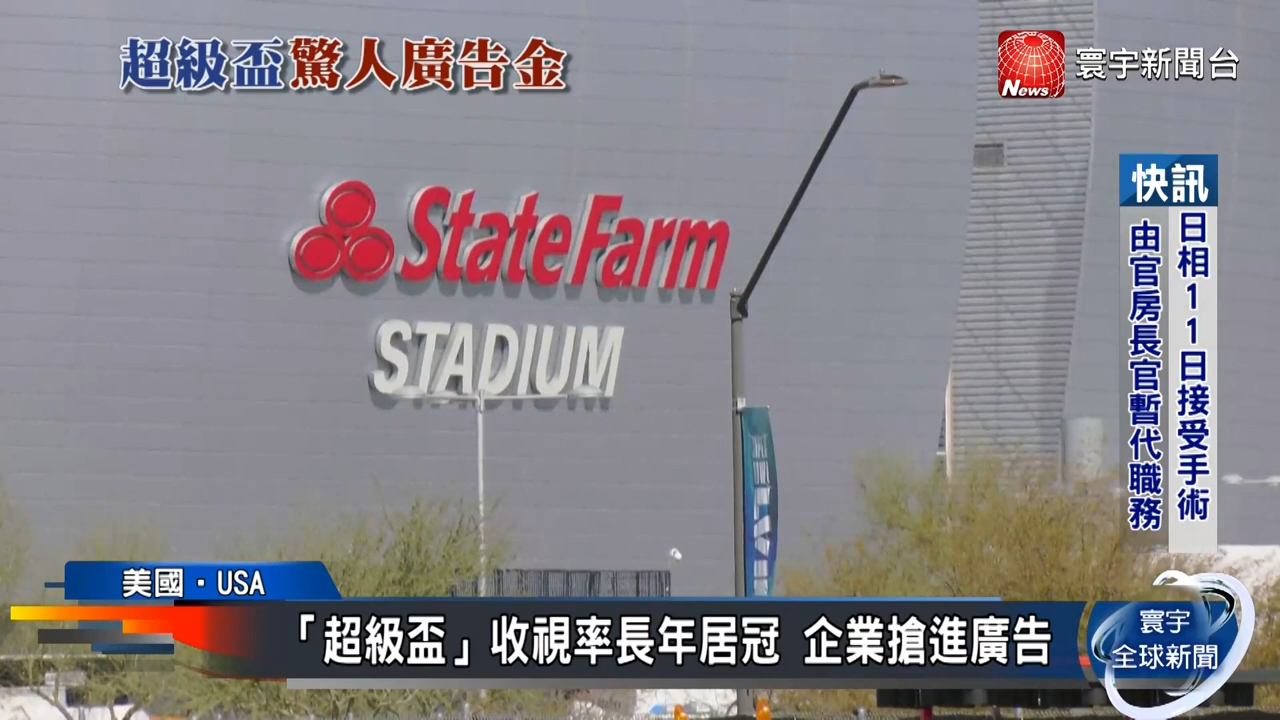 超級盃驚人廣告金
News
寰宇新聞台
快訊
日相11日接受手術
由官房長官暫代職務
StateFarm
STADIUM
美國・USA
「超級盃」收視率長年居冠 企業搶進廣告
寰宇
全球新聞